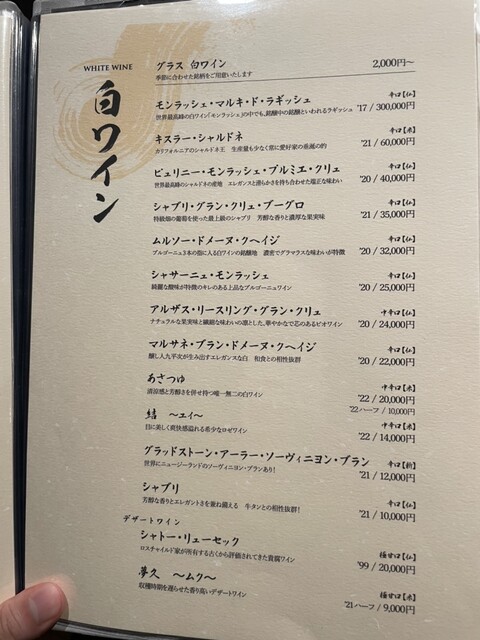 WHITE WINE
白ワイン
グラス 白ワイン 2,000円～
季節に合わせた銘柄をご用意いたします
モンラッシェ・マルキ・ド・ラギッシュ 辛口【仏】
世界最高峰の白ワイン「モンラッシェ」の中でも、銘醸中の銘醸といわれるラギッシュ '17 / 300,000円
キスラー・シャルドネ 辛口【米】
カリフォルニアのシャルドネ王 生産量も少なく常に愛好家の垂涎の的 '21 / 60,000円
ピュリニー・モンラッシェ・プルミエ・クリュ 辛口【仏】
世界最高峰のシャルドネの産地 エレガンスと滑らかさを持ち合わせた端正な味わい '20 / 40,000円
シャブリ・グラン・クリュ・ブーグロ 辛口【仏】
特級畑の葡萄を使った最上級のシャブリ 芳醇な香りと濃厚な果実味 '21 / 35,000円
ムルソー・ドメーヌ・クヘイジ 辛口【仏】
ブルゴーニュ3本の指に入る白ワインの銘醸地 濃密でグラマラスな味わいが特徴 '20 / 32,000円
シャサーニュ・モンラッシェ 辛口【仏】
綺麗な酸味が特徴のキレのある上品なブルゴーニュワイン '20 / 25,000円
アルザス・リースリング・グラン・クリュ 中辛口【仏】
ナチュラルな果実味と繊細な味わいの凛とした、華やかなで芯のあるビオワイン '20 / 24,000円
マルサネ・ブラン・ドメーヌ・クヘイジ 辛口【仏】
醸し人九平次が生み出すエレガンスな白 和食との相性抜群 '20 / 22,000円
あさつゆ 中辛口【米】
清涼感と芳醇さを併せ持つ唯一無二の白ワイン '22 / 20,000円
'22ハーフ / 10,000円
結 ～ユイ～ 中辛口【米】
目に美しく爽快感溢れる希少なロゼワイン '22 / 14,000円
グラッドストーン・アーラー・ソーヴィニヨン・ブラン 辛口【新】
世界にニュージーランドのソーヴィニヨン・ブランあり! '21 / 12,000円
シャブリ 辛口【仏】
芳醇な香りとエレガントさを兼ね備える 牛タンとの相性抜群! '21 / 10,000円
デザートワイン
シャトー・リューセック 極甘口【仏】
ロスチャイルド家が所有する古くから評価されてきた貴腐ワイン '99 / 20,000円
夢久 ～ムク～ 極甘口【米】
収穫時期を遅らせた香り高いデザートワイン '21ハーフ / 9,000円